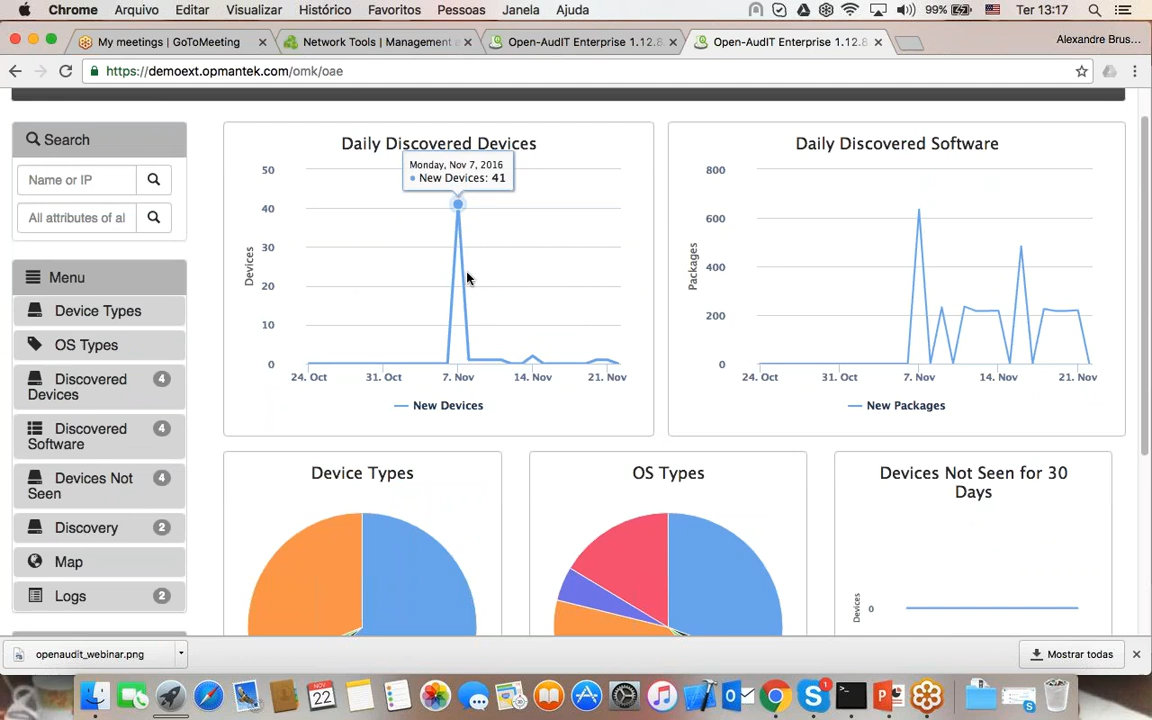 Chrome Arquivo Editar Visualizar Histórico Favoritos Pessoas Janela Ajuda 99% Ter 13:17
My meetings | GoToMeeting
Network Tools | Management
Open-AudIT Enterprise 1.12.8
Open-AudIT Enterprise 1.12.8
Alexandre Brus...
https://demoext.opmantek.com/omk/oae
Search
Name or IP
All attributes of al
Menu
Device Types
OS Types
Discovered Devices 4
Discovered Software 4
Devices Not Seen 4
Discovery 2
Map
Logs 2
Daily Discovered Devices
Monday, Nov 7, 2016
New Devices: 41
50
40
30
20
10
0
Devices
24. Oct 31. Oct 7. Nov 14. Nov 21. Nov
New Devices
Daily Discovered Software
800
600
400
200
0
Packages
24. Oct 31. Oct 7. Nov 14. Nov 21. Nov
New Packages
Device Types
OS Types
Devices Not Seen for 30
Days
Devices
0
openaudit_webinar.png
Mostrar todas
NOV
22
1